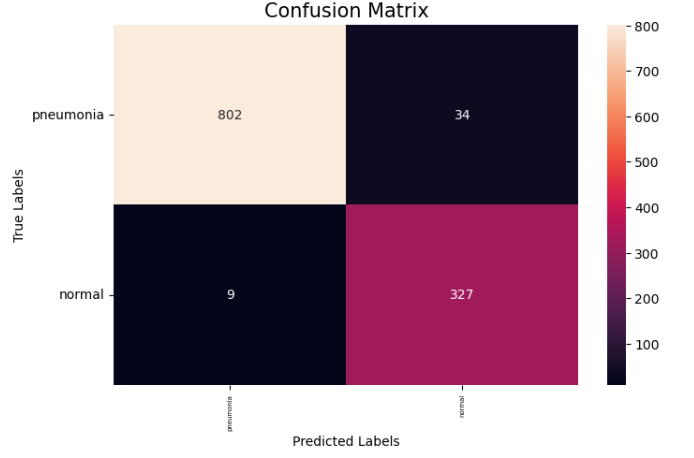 Confusion Matrix
True Labels
pneumonia
802
34
normal
9
327
pneumonia
normal
Predicted Labels
800
700
600
500
400
300
200
100